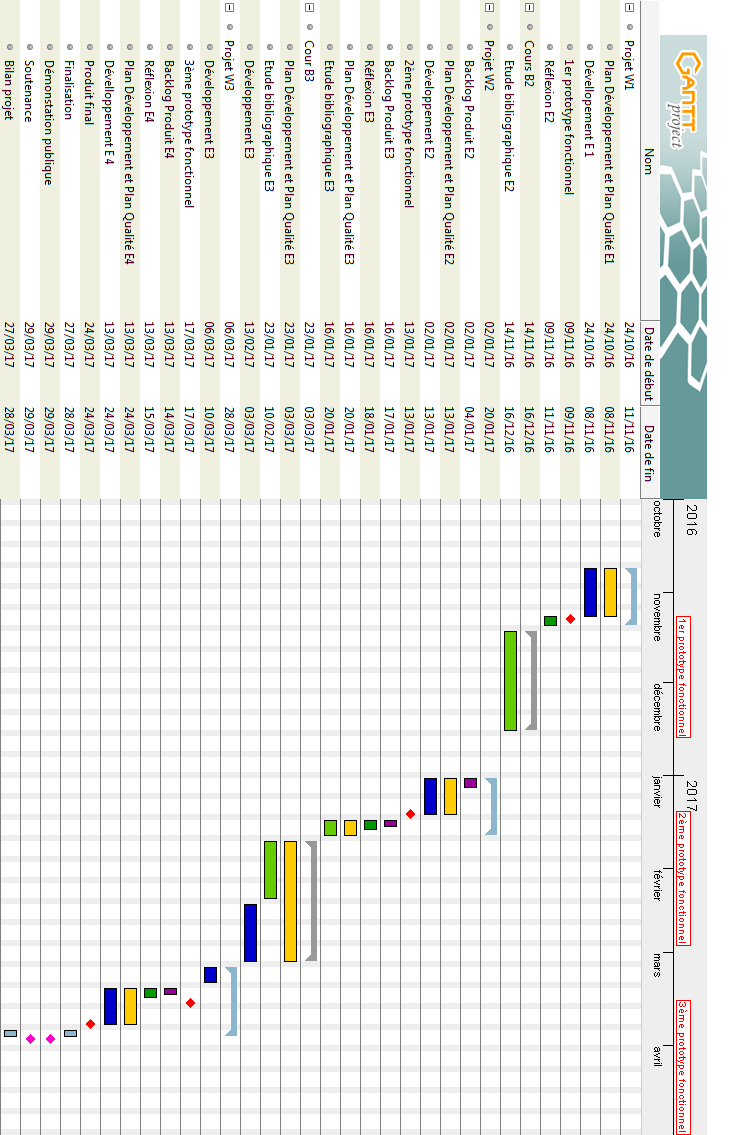 GANTT
project
Nom Date de début Date de fin
Projet W1 24/10/16 11/11/16
Plan Développement et Plan Qualité E1 24/10/16 08/11/16
Dévelopement E 1 24/10/16 08/11/16
1er prototype fonctionnel 09/11/16 09/11/16
Réflexion E2 09/11/16 11/11/16
Cours B2 14/11/16 16/12/16
Etude bibliographique E2 14/11/16 16/12/16
Projet W2 02/01/17 20/01/17
Backlog Produit E2 02/01/17 04/01/17
Plan Développement et Plan Qualité E2 02/01/17 13/01/17
Développement E2 02/01/17 13/01/17
2ème prototype fonctionnel 13/01/17 13/01/17
Backlog Produit E3 16/01/17 17/01/17
Réflexion E3 16/01/17 18/01/17
Plan Développement et Plan Qualité E3 16/01/17 20/01/17
Etude bibliographique E3 16/01/17 20/01/17
Cour B3 23/01/17 03/03/17
Plan Développement et Plan Qualité E3 23/01/17 03/03/17
Etude bibliographique E3 23/01/17 10/02/17
Développement E3 13/02/17 03/03/17
Projet W3 06/03/17 28/03/17
Développement E3 06/03/17 10/03/17
3ème prototype fonctionnel 17/03/17 17/03/17
Backlog Produit E4 13/03/17 14/03/17
Réflexion E4 13/03/17 15/03/17
Plan Développement et Plan Qualité E4 13/03/17 24/03/17
Dévelloppement E 4 13/03/17 24/03/17
Produit final 24/03/17 24/03/17
Finalisation 27/03/17 28/03/17
Démonstation publique 29/03/17 29/03/17
Soutenance 29/03/17 29/03/17
Bilan projet 27/03/17 28/03/17
1er prototype fonctionnel 2ème prototype fonctionnel 3ème prototype fonctionnel
2016 2017
octobre novembre décembre janvier février mars avril